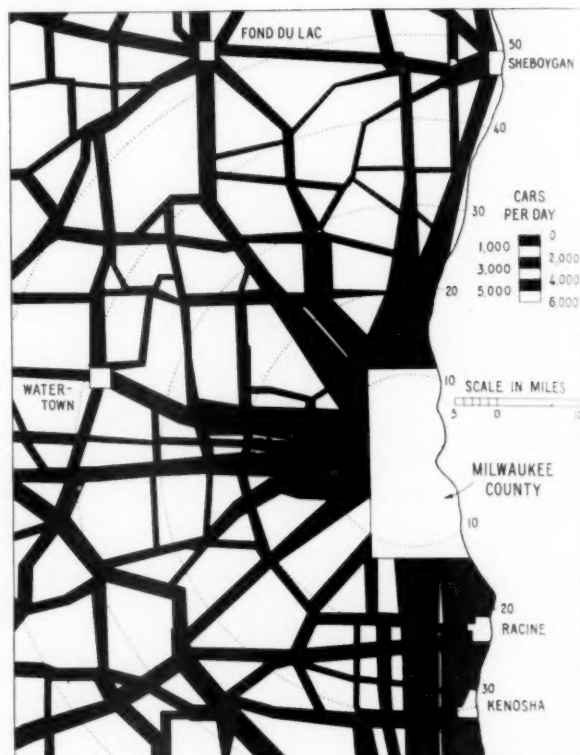 FOND DU LAC
50
SHEBOYGAN
40
CARS
PER DAY
30
0
1,000
2,000
3,000
4,000
5,000
6,000
20
WATER-
TOWN
10
SCALE IN MILES
5 0 10
MILWAUKEE
COUNTY
10
20
RACINE
30
KENOSHA